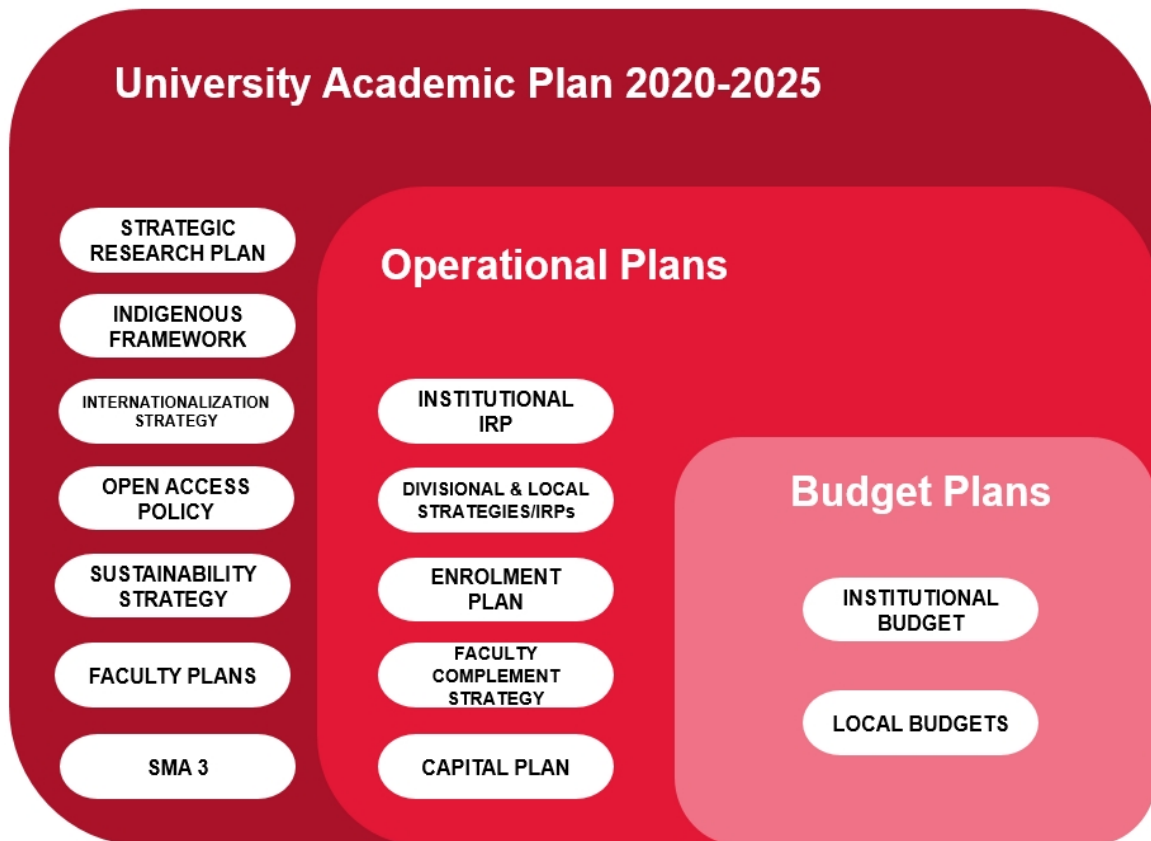 University Academic Plan 2020-2025
STRATEGIC
RESEARCH PLAN
INDIGENOUS
FRAMEWORK
INTERNATIONALIZATION
STRATEGY
OPEN ACCESS
POLICY
SUSTAINABILITY
STRATEGY
FACULTY PLANS
SMA 3
Operational Plans
INSTITUTIONAL
IRP
DIVISIONAL & LOCAL
STRATEGIES/IRPs
ENROLMENT
PLAN
FACULTY
COMPLEMENT
STRATEGY
CAPITAL PLAN
Budget Plans
INSTITUTIONAL
BUDGET
LOCAL BUDGETS